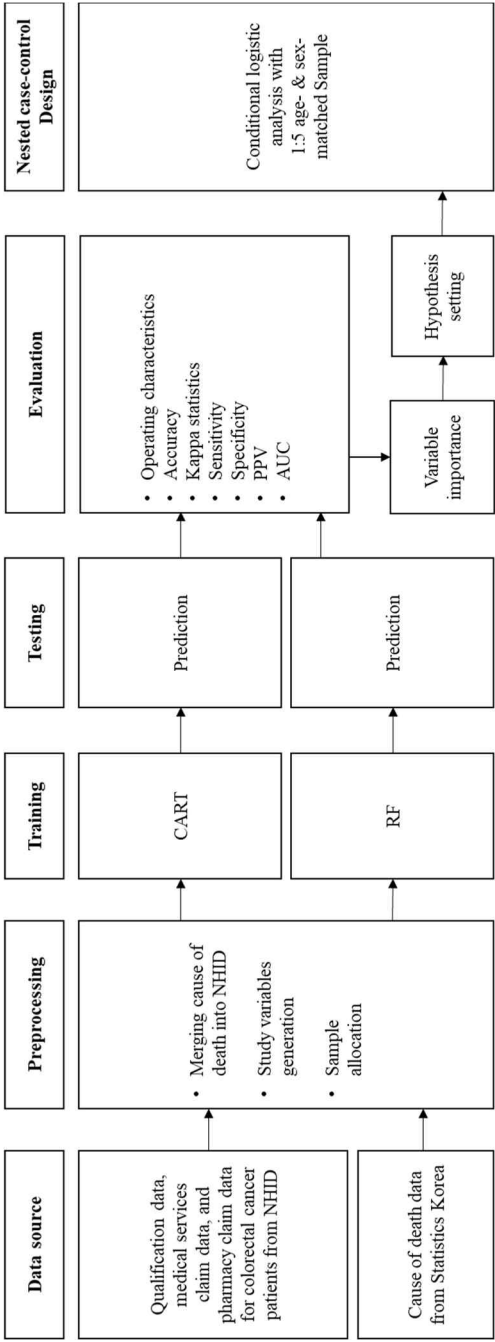 Data source
Preprocessing
Training
Testing
Evaluation
Nested case-control
Design
Qualification data,
medical services
claim data, and
pharmacy claim data
for colorectal cancer
patients from NHID
Cause of death data
from Statistics Korea
• Merging cause of
death into NHID
• Study variables
generation
• Sample
allocation
CART
RF
Prediction
Prediction
• Operating characteristics
• Accuracy
• Kappa statistics
• Sensitivity
• Specificity
• PPV
• AUC
Variable
importance
Hypothesis
setting
Conditional logistic
analysis with
1:5 age- & sex-
matched Sample